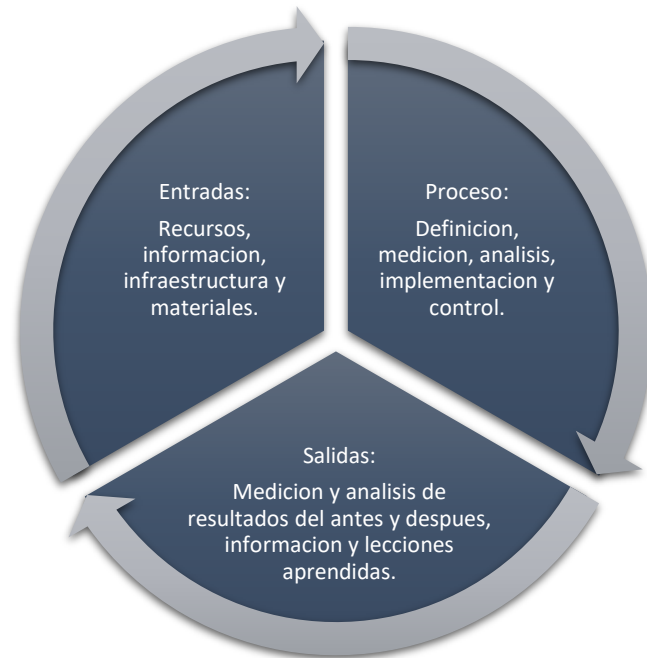 Entradas:
Recursos,
informacion,
infraestructura y
materiales.
Proceso:
Definicion,
medicion, analisis,
implementacion y
control.
Salidas:
Medicion y analisis de
resultados del antes y despues,
informacion y lecciones
aprendidas.